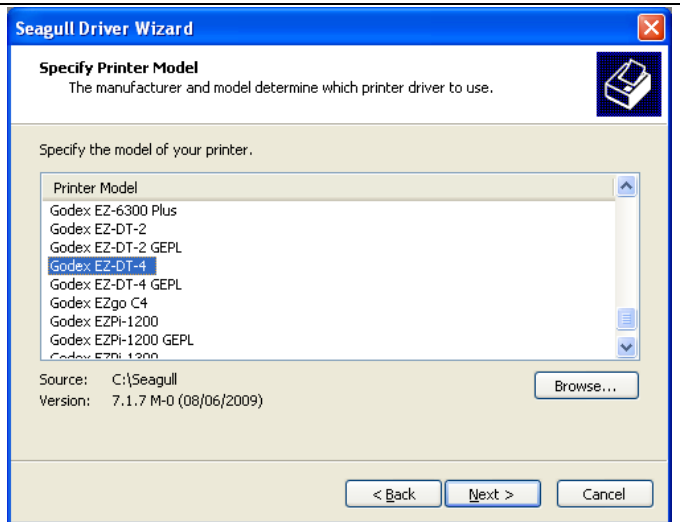 Seagull Driver Wizard
Specify Printer Model
The manufacturer and model determine which printer driver to use.
Specify the model of your printer.
Printer Model
Godex EZ-6300 Plus
Godex EZ-DT-2
Godex EZ-DT-2 GEPL
Godex EZ-DT-4
Godex EZ-DT-4 GEPL
Godex EZgo C4
Godex EZPi-1200
Godex EZPi-1200 GEPL
Godex EZPi-1300
Source: C:\Seagull
Browse...
Version: 7.1.7 M-0 (08/06/2009)
< Back Next > Cancel